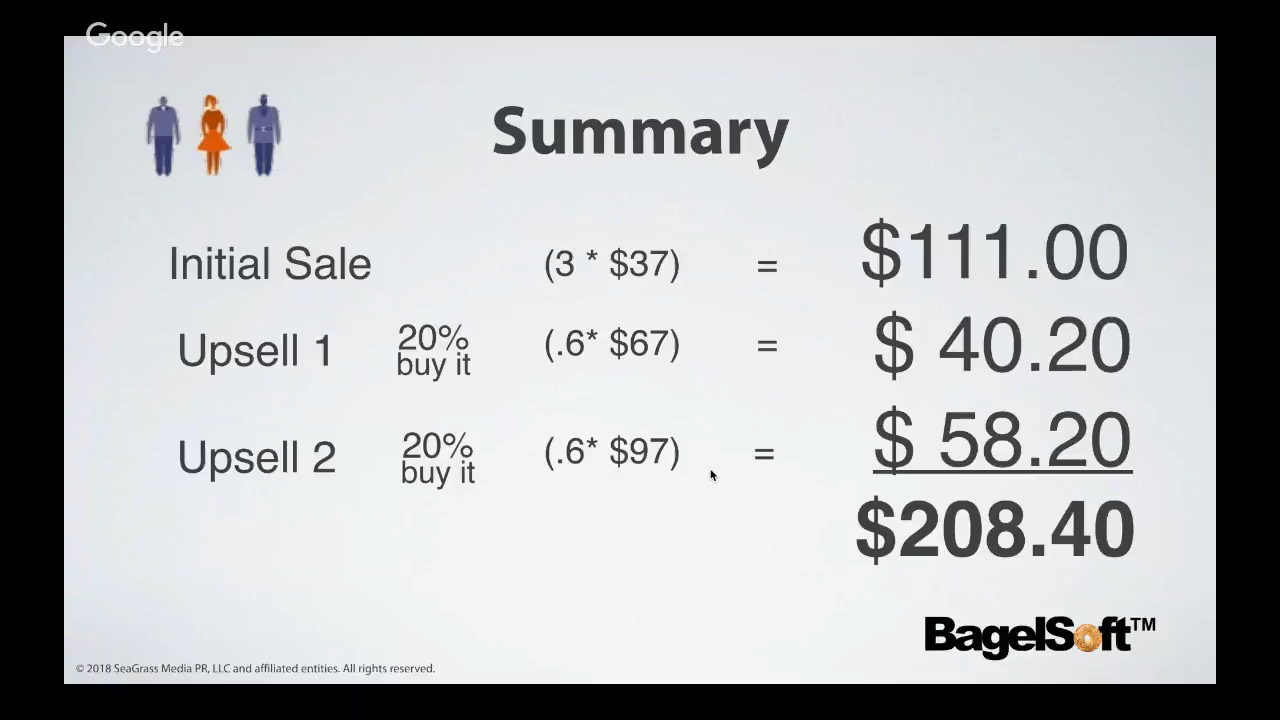 Google
Summary
Initial Sale (3 * $37) = $111.00
Upsell 1 20% buy it (.6* $67) = $ 40.20
Upsell 2 20% buy it (.6* $97) = $ 58.20
$208.40
BagelSoft™
© 2018 SeaGrass Media PR, LLC and affiliated entities. All rights reserved.